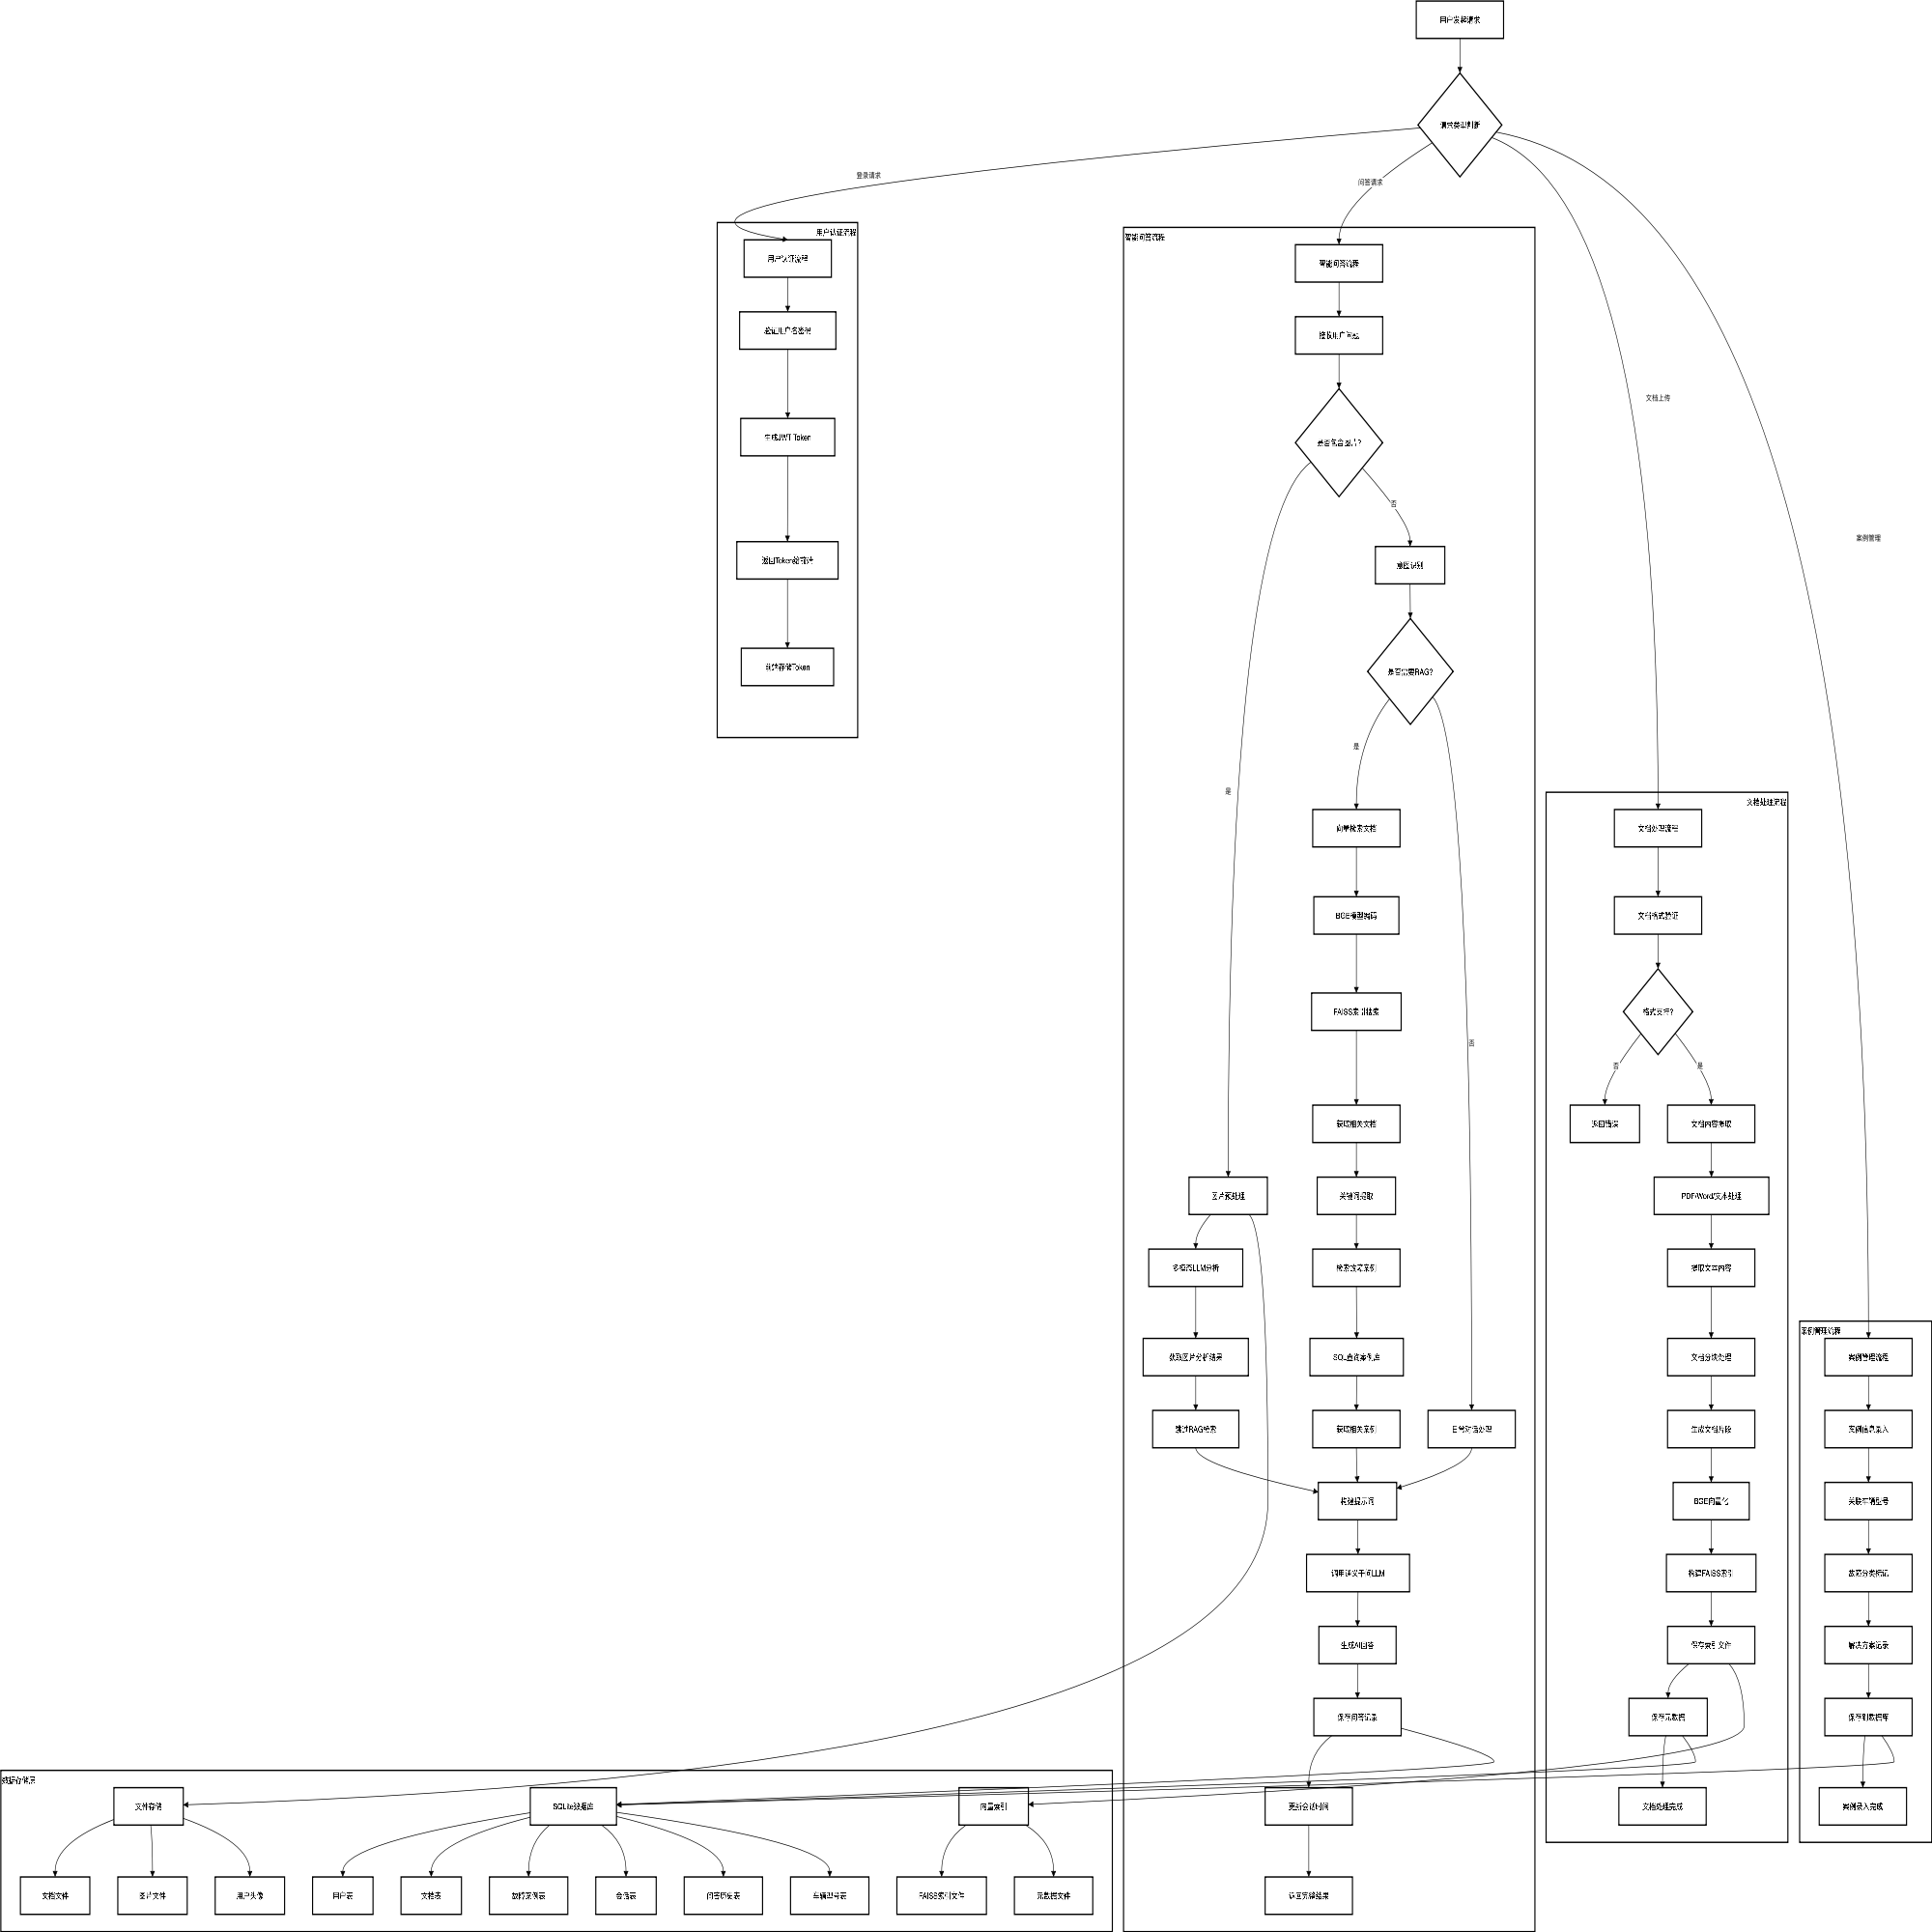 用户发起请求
请求类型判断
登录请求
问答请求
文档上传
案例管理
用户认证流程
用户认证流程
验证用户名密码
生成JWT Token
返回Token给前端
前端存储Token
智能问答流程
智能问答流程
接收用户问题
是否包含图片?
否
是
意图识别
是否需要RAG?
是
否
向量检索文档
BGE模型编码
FAISS索引搜索
获取相关文档
关键词提取
检索故障案例
SQL查询案例库
获取相关案例
图片预处理
多模态LLM分析
获取图片分析结果
跳过RAG检索
日常对话处理
构建提示词
调用通义千问LLM
生成AI回答
保存问答记录
更新会话时间
返回完整结果
文档处理流程
文档处理流程
文档格式验证
格式支持?
否
是
返回错误
文档内容提取
PDF/Word/文本处理
提取文本内容
文档分块处理
生成文档片段
BGE向量化
构建FAISS索引
保存索引文件
保存元数据
文档处理完成
案例管理流程
案例管理流程
案例信息录入
关联车辆型号
故障分类标记
解决方案记录
保存到数据库
案例录入完成
数据存储层
文件存储
SQLite数据库
向量索引
文档文件
图片文件
用户头像
用户表
文档表
故障案例表
会话表
问答历史表
车辆型号表
FAISS索引文件
元数据文件